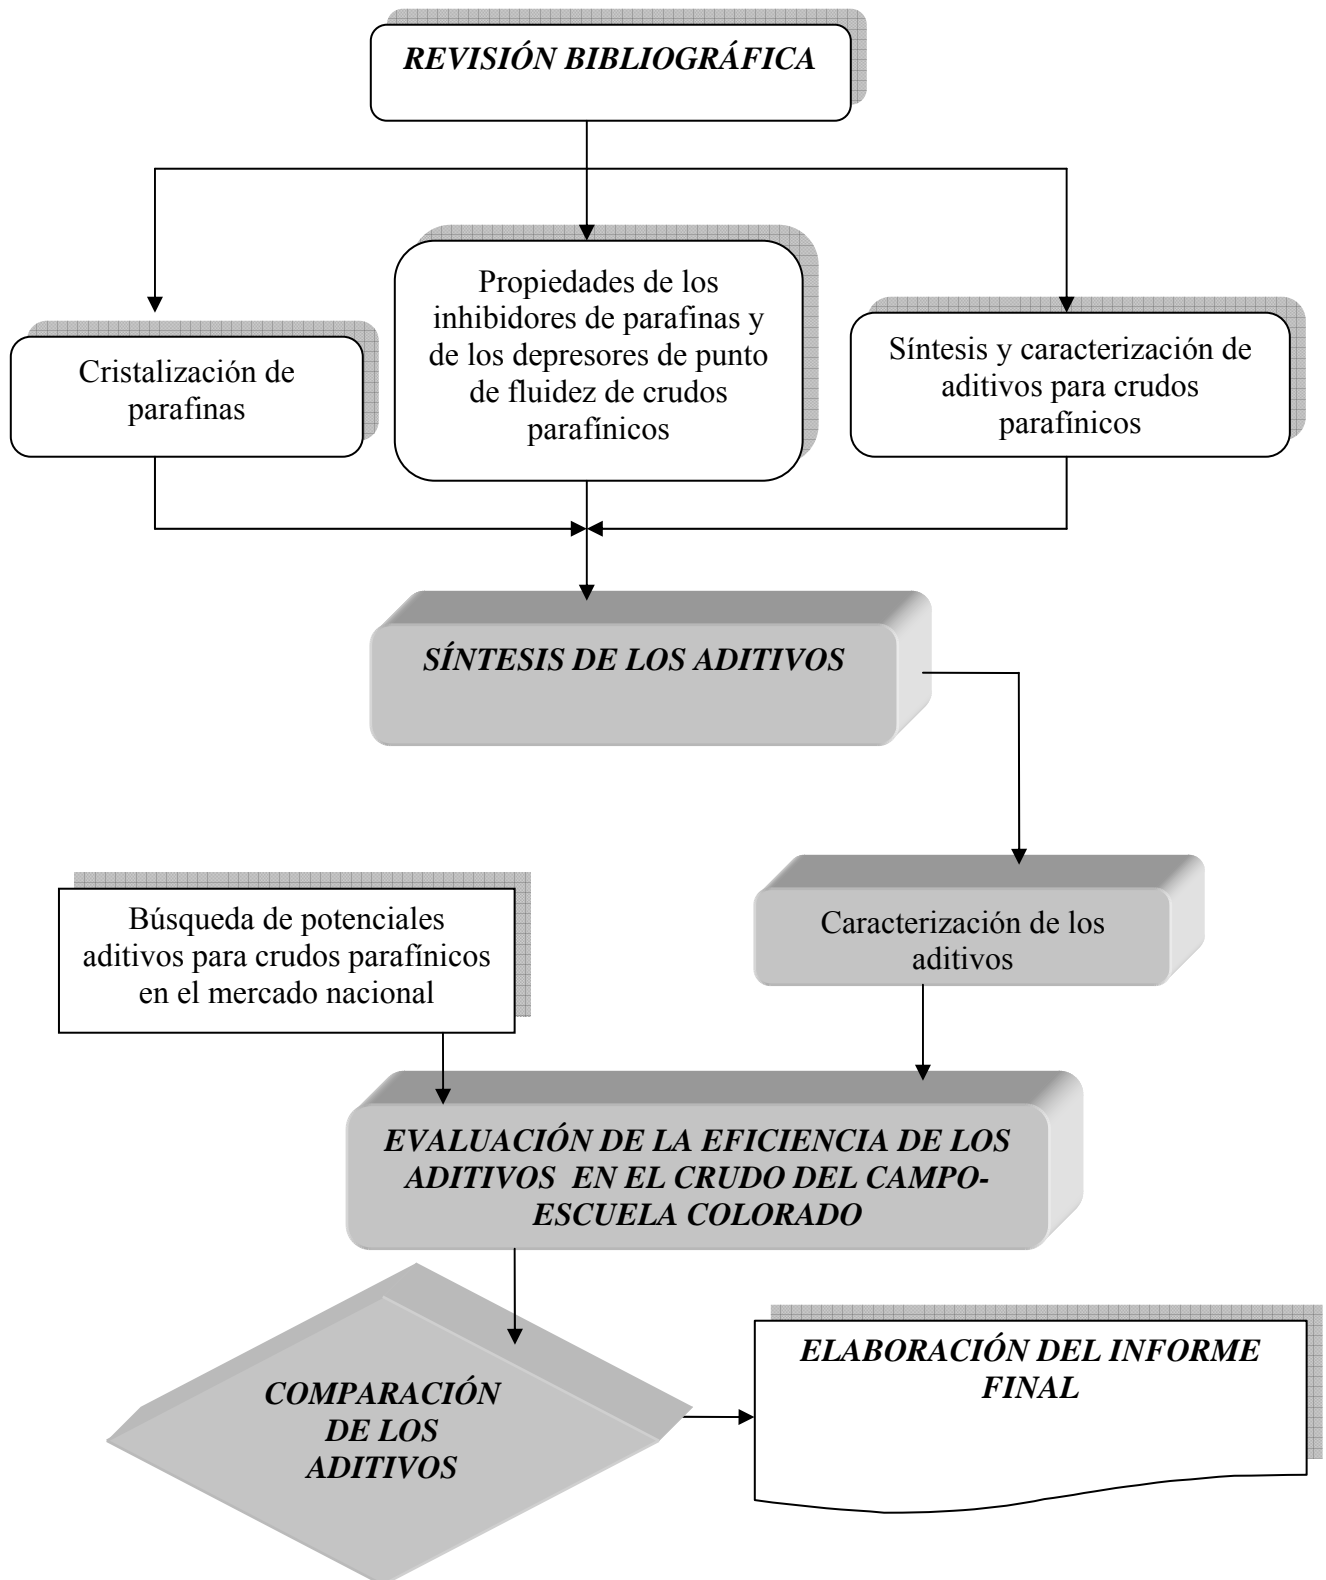 REVISIÓN BIBLIOGRÁFICA
Cristalización de
parafinas
Propiedades de los
inhibidores de parafinas y
de los depresores de punto
de fluidez de crudos
parafínicos
Síntesis y caracterización de
aditivos para crudos
parafínicos
SÍNTESIS DE LOS ADITIVOS
Búsqueda de potenciales
aditivos para crudos parafínicos
en el mercado nacional
Caracterización de los
aditivos
EVALUACIÓN DE LA EFICIENCIA DE LOS
ADITIVOS EN EL CRUDO DEL CAMPO-
ESCUELA COLORADO
COMPARACIÓN
DE LOS
ADITIVOS
ELABORACIÓN DEL INFORME
FINAL